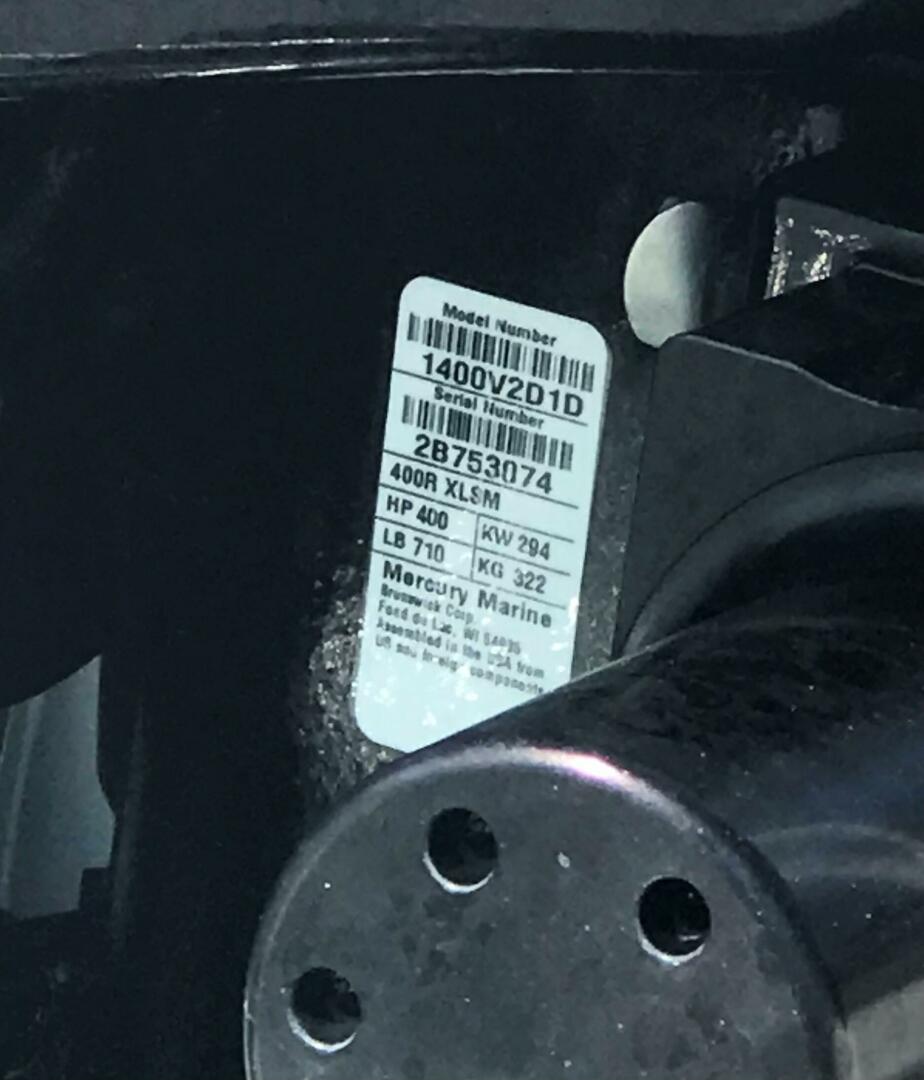 Model Number
1400V2D1D
Serial Number
2B753074
400R XLSM
HP 400
KW 294
LB 710
KG 322
Mercury Marine
Brunswick Corp.
Fond du Lac, WI 54935
Assembled in the USA from
US and foreign components